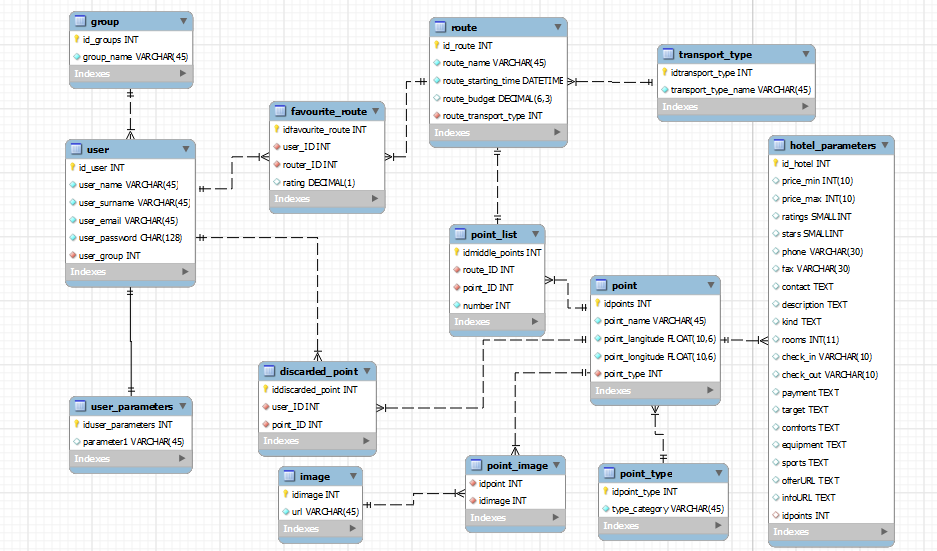 group
id_groups INT
group_name VARCHAR(45)
Indexes
user
id_user INT
user_name VARCHAR(45)
user_surname VARCHAR(45)
user_email VARCHAR(45)
user_password CHAR(128)
user_group INT
Indexes
user_parameters
iduser_parameters INT
parameter1 VARCHAR(45)
Indexes
favourite_route
idfavourite_route INT
user_ID INT
router_ID INT
rating DECIMAL(1)
Indexes
discarded_point
iddiscarded_point INT
user_ID INT
point_ID INT
Indexes
image
idimage INT
url VARCHAR(45)
Indexes
route
id_route INT
route_name VARCHAR(45)
route_starting_time DATETIME
route_budget DECIMAL(6,3)
route_transport_type INT
Indexes
point_list
idmiddle_points INT
route_ID INT
point_ID INT
number INT
Indexes
point_image
idpoint INT
idimage INT
Indexes
point
idpoints INT
point_name VARCHAR(45)
point_langitude FLOAT(10,6)
point_longitude FLOAT(10,6)
point_type INT
Indexes
point_type
idpoint_type INT
type_category VARCHAR(45)
Indexes
transport_type
idtransport_type INT
transport_type_name VARCHAR(45)
Indexes
hotel_parameters
id_hotel INT
price_min INT(10)
price_max INT(10)
ratings SMALLINT
stars SMALLINT
phone VARCHAR(30)
fax VARCHAR(30)
contact TEXT
description TEXT
kind TEXT
rooms INT(11)
check_in VARCHAR(10)
check_out VARCHAR(10)
payment TEXT
target TEXT
comforts TEXT
equipment TEXT
sports TEXT
offerURL TEXT
infoURL TEXT
idpoints INT
Indexes